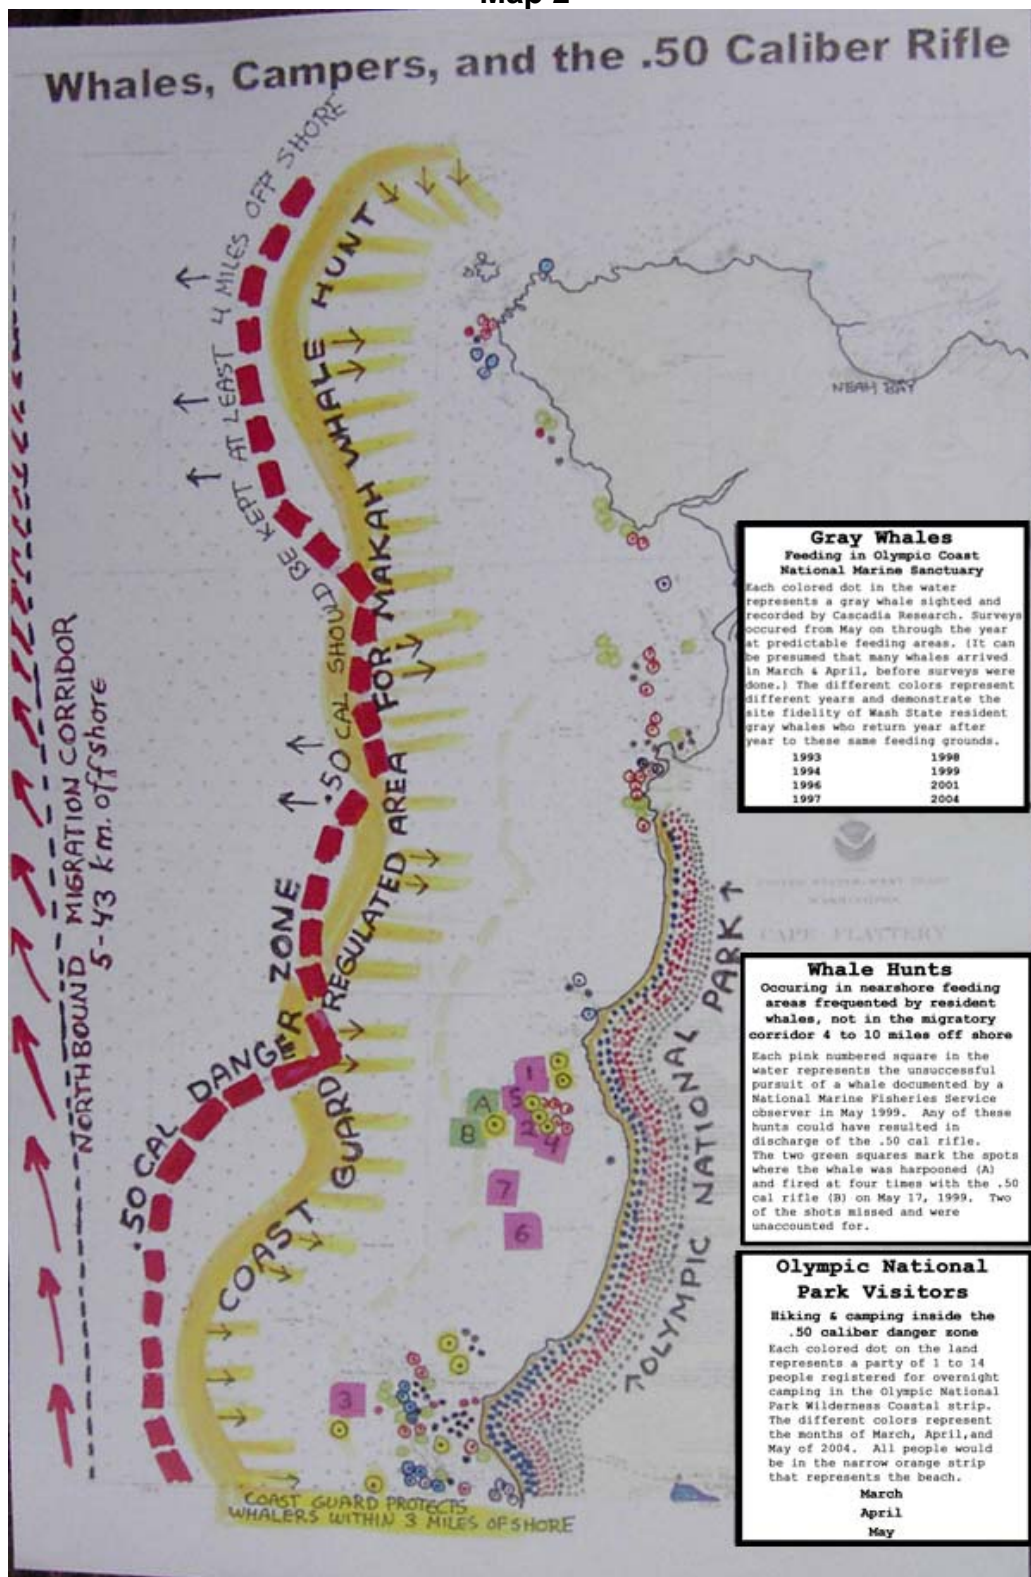 Map 2
Whales, Campers, and the .50 Caliber Rifle
.50 CAL SHOULD BE KEPT AT LEAST 4 MILES OFF SHORE
COAST GUARD REGULATED AREA FOR MAKAH WHALE HUNT
.50 CAL DANGER ZONE
NORTHBOUND MIGRATION CORRIDOR
5-43 km. offshore
NEAH BAY
Gray Whales
Feeding in Olympic Coast
National Marine Sanctuary
Each colored dot in the water
represents a gray whale sighted and
recorded by Cascadia Research. Surveys
occured from May on through the year
at predictable feeding areas. (It can
be presumed that many whales arrived
in March & April, before surveys were
done.) The different colors represent
different years and demonstrate the
site fidelity of Wash State resident
gray whales who return year after
year to these same feeding grounds.
1993 1998
1994 1999
1996 2001
1997 2004
CAPE FLATTERY
OLYMPIC NATIONAL PARK
Whale Hunts
Occuring in nearshore feeding
areas frequented by resident
whales, not in the migratory
corridor 4 to 10 miles off shore
Each pink numbered square in the
water represents the unsuccessful
pursuit of a whale documented by a
National Marine Fisheries Service
observer in May 1999. Any of these
hunts could have resulted in
discharge of the .50 cal rifle.
The two green squares mark the spots
where the whale was harpooned (A)
and fired at four times with the .50
cal rifle (B) on May 17, 1999. Two
of the shots missed and were
unaccounted for.
1
A
5
B
2
4
7
6
3
Olympic National
Park Visitors
Hiking & camping inside the
.50 caliber danger zone
Each colored dot on the land
represents a party of 1 to 14
people registered for overnight
camping in the Olympic National
Park Wilderness Coastal strip.
The different colors represent
the months of March, April,and
May of 2004. All people would
be in the narrow orange strip
that represents the beach.
March
April
May
COAST GUARD PROTECTS
WHALERS WITHIN 3 MILES OF SHORE